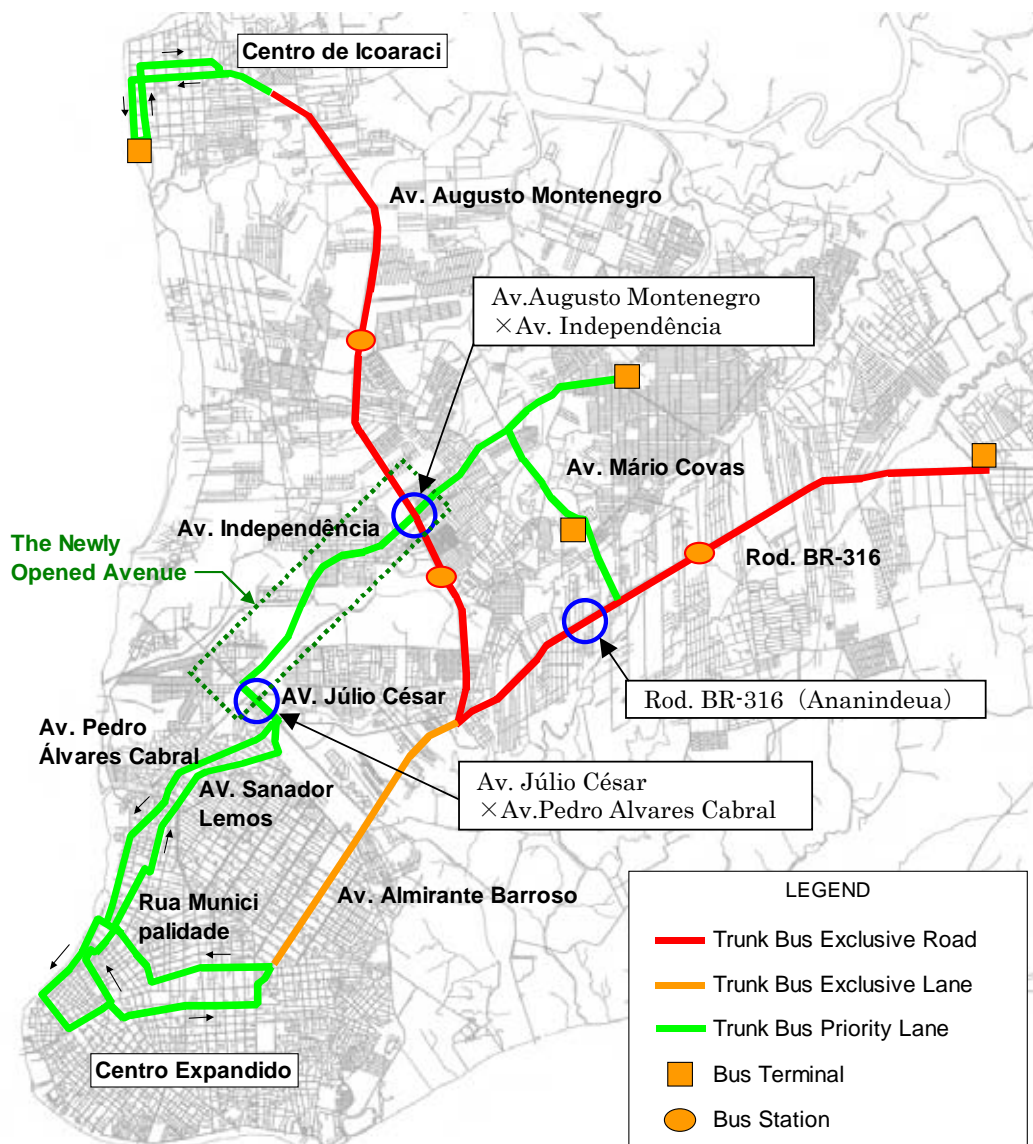 Centro de Icoaraci
Av. Augusto Montenegro
Av.Augusto Montenegro
×Av. Independência
Av. Mário Covas
Av. Independência
The Newly
Opened Avenue
Rod. BR-316
AV. Júlio César
Rod. BR-316 (Ananindeua)
Av. Pedro
Álvares Cabral
Av. Júlio César
×Av.Pedro Alvares Cabral
AV. Sanador
Lemos
Av. Almirante Barroso
Rua Munici
palidade
Centro Expandido
LEGEND
Trunk Bus Exclusive Road
Trunk Bus Exclusive Lane
Trunk Bus Priority Lane
Bus Terminal
Bus Station